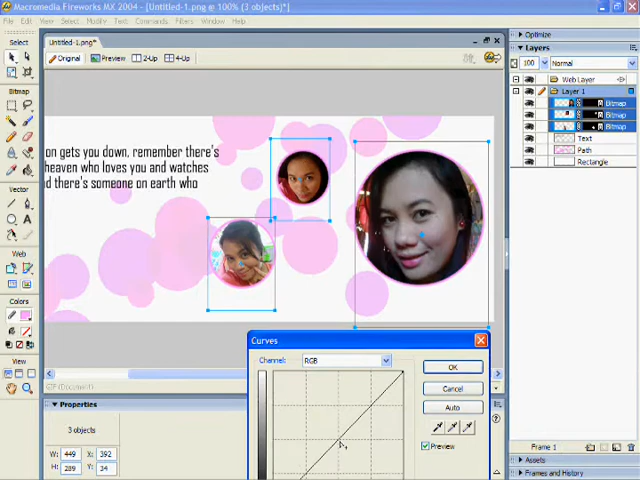 Macromedia Fireworks MX 2004 - [Untitled-1.png @ 100% (3 objects)*]
File Edit View Select Modify Text Commands Filters Window Help
Select
Bitmap
Vector
Web
Colors
View
Untitled-1.png*
Original Preview 2-Up 4-Up
on gets you down, remember there's
heaven who loves you and watches
d there's someone on earth who
GIF (Document)
Properties
3 objects
W: 449 X: 392
H: 289 Y: 34
Curves
Channel: RGB
OK
Cancel
Auto
Preview
Optimize
Layers
100 Normal
Web Layer
Layer 1
Bitmap
Bitmap
Bitmap
Text
Path
Rectangle
Frame 1
Assets
Frames and History